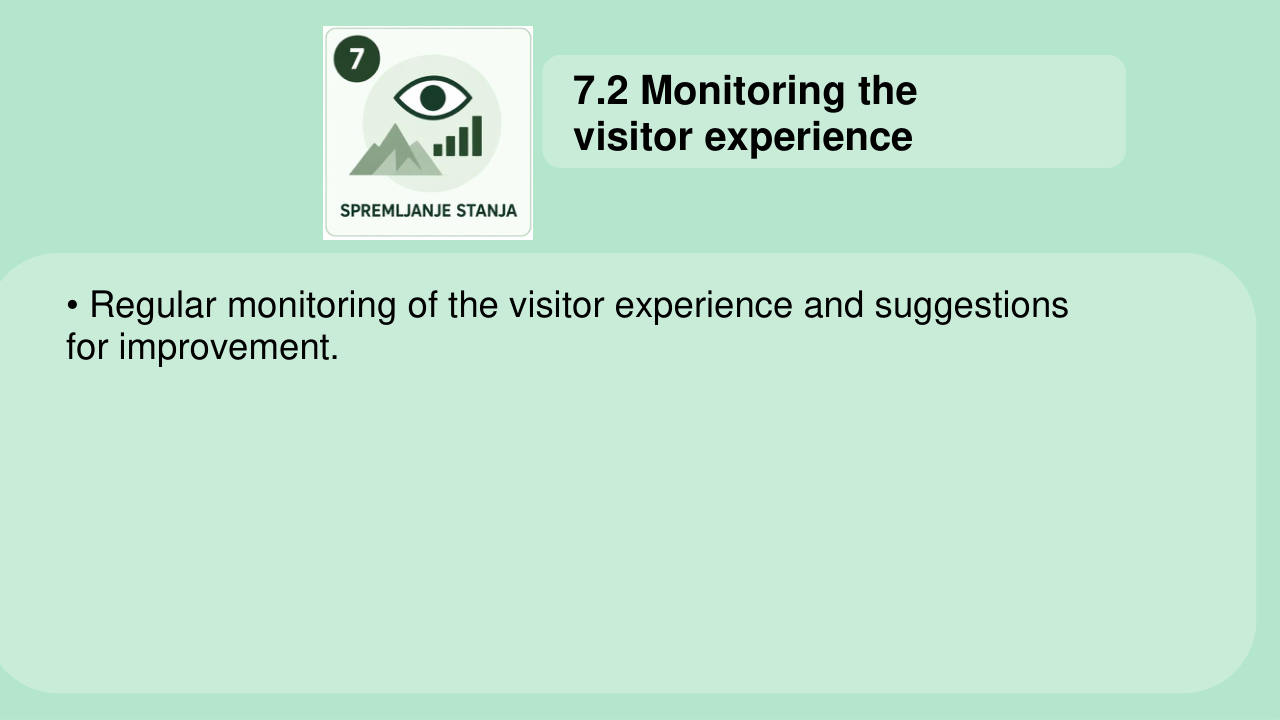 7
SPREMLJANJE STANJA
7.2 Monitoring the
visitor experience
• Regular monitoring of the visitor experience and suggestions
for improvement.